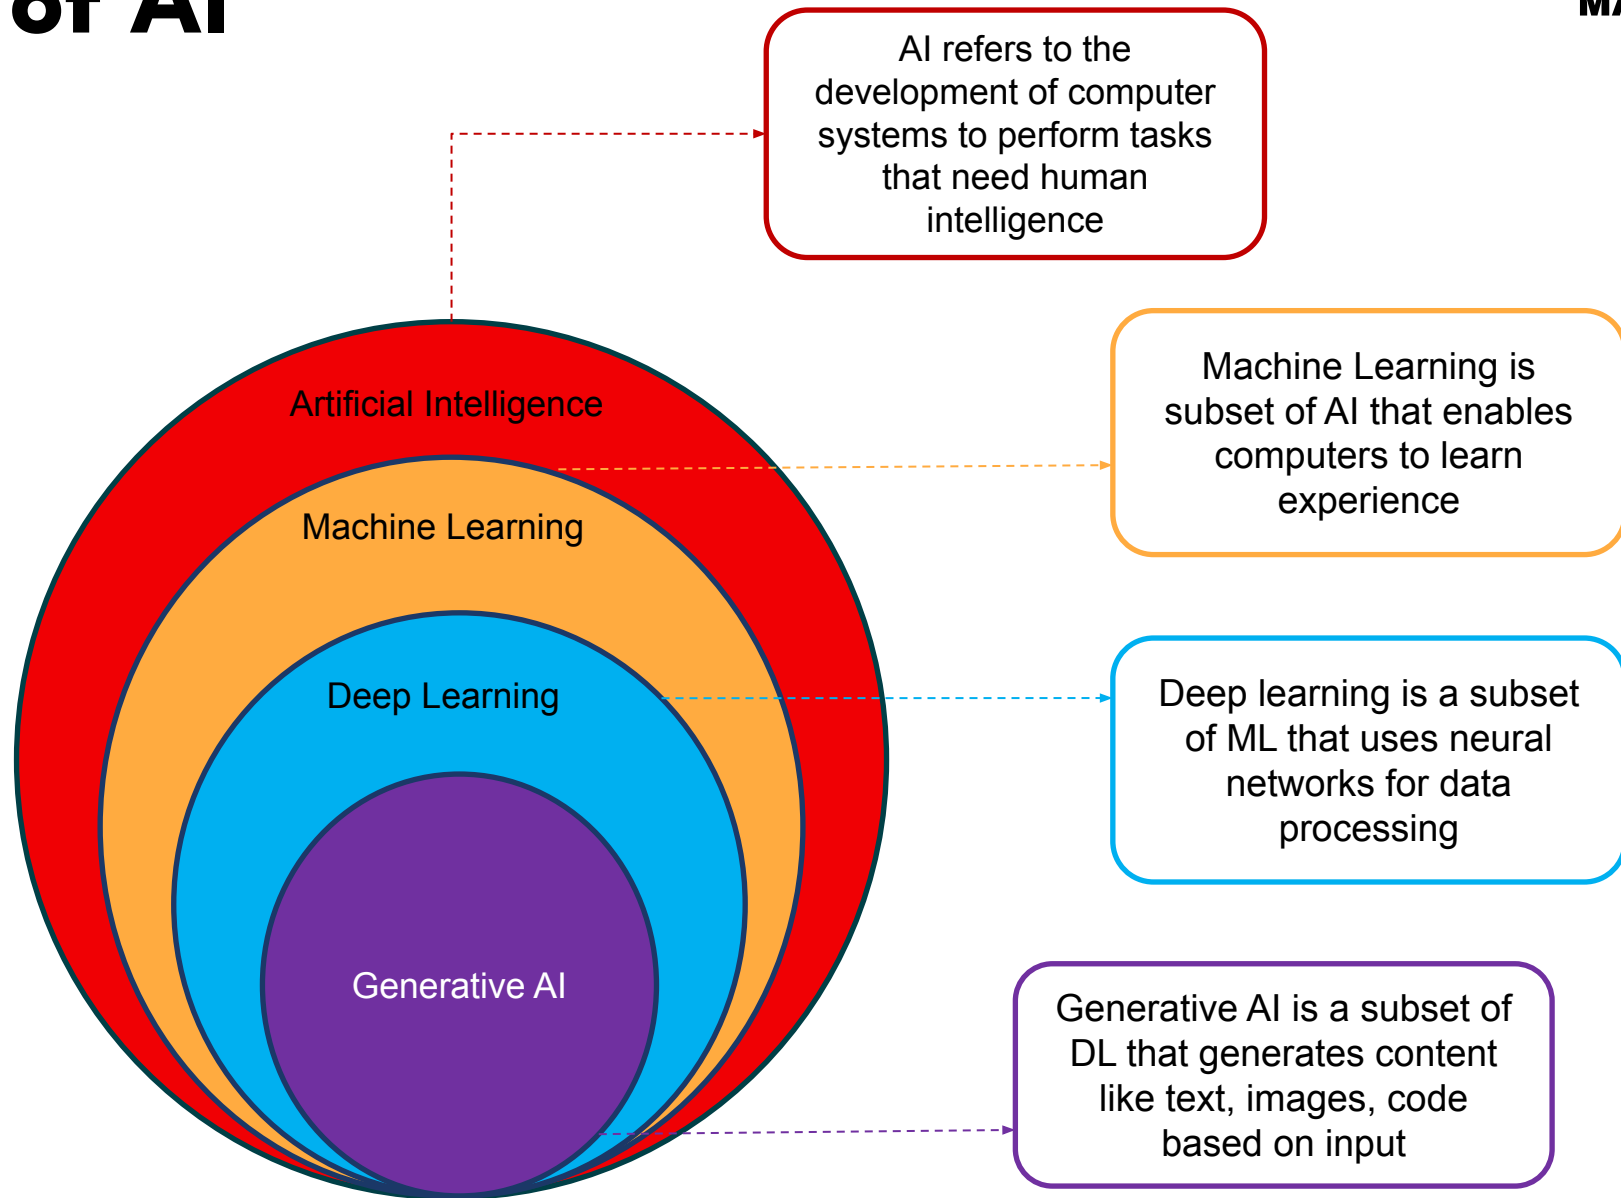 of AI
MA
AI refers to the
development of computer
systems to perform tasks
that need human
intelligence
Artificial Intelligence
Machine Learning is
subset of AI that enables
computers to learn
experience
Machine Learning
Deep Learning
Deep learning is a subset
of ML that uses neural
networks for data
processing
Generative AI
Generative AI is a subset of
DL that generates content
like text, images, code
based on input